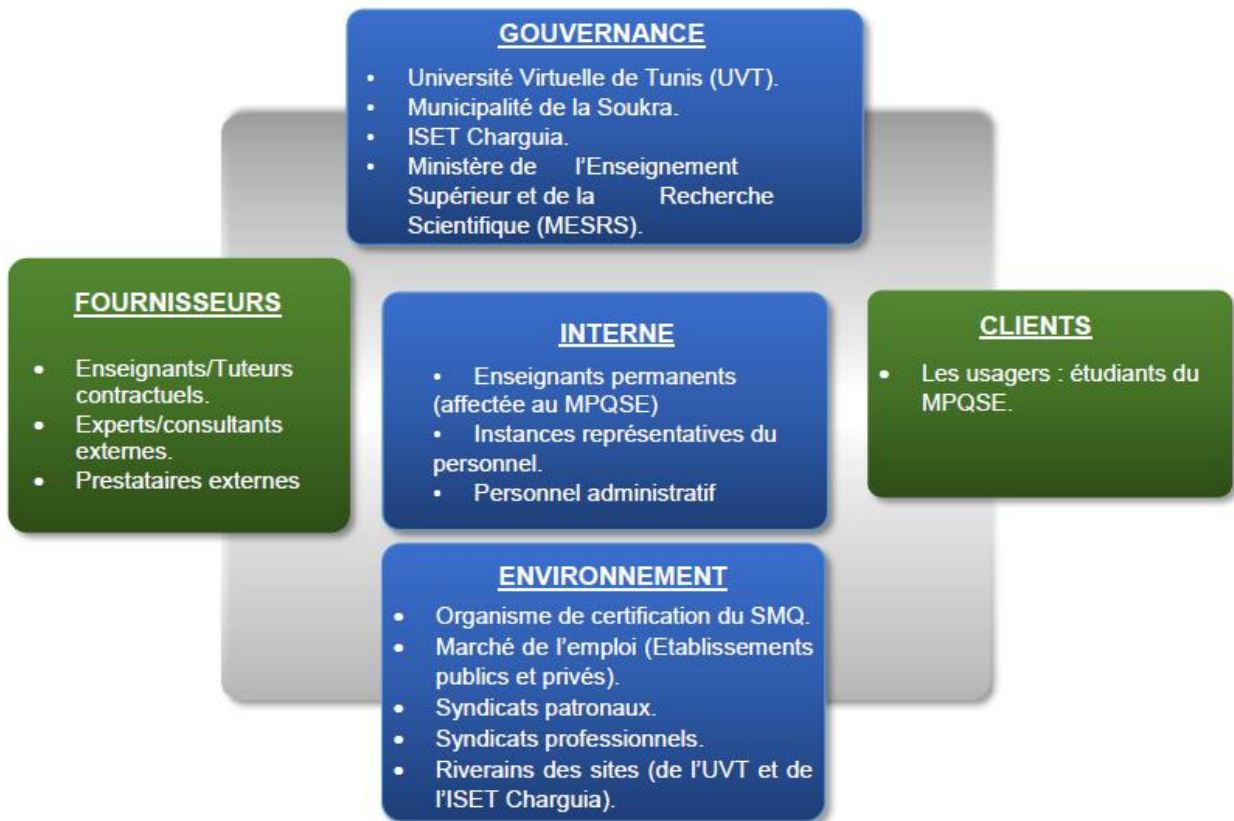 GOUVERNANCE
• Université Virtuelle de Tunis (UVT).
• Municipalité de la Soukra.
• ISET Charguia.
• Ministère de l'Enseignement
Supérieur et de la Recherche
Scientifique (MESRS).
FOURNISSEURS
• Enseignants/Tuteurs
contractuels.
• Experts/consultants
externes.
• Prestataires externes
INTERNE
• Enseignants permanents
(affectée au MPQSE)
• Instances représentatives du
personnel.
• Personnel administratif
CLIENTS
• Les usagers : étudiants du
MPQSE.
ENVIRONNEMENT
• Organisme de certification du SMQ.
• Marché de l'emploi (Etablissements
publics et privés).
• Syndicats patronaux.
• Syndicats professionnels.
• Riverains des sites (de l'UVT et de
l'ISET Charguia).